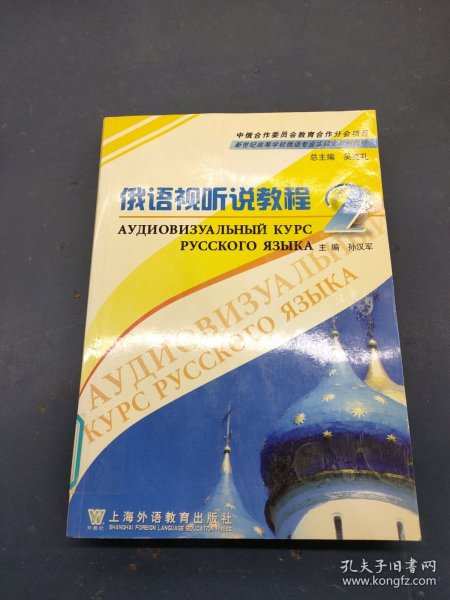 中俄合作委员会教育合作分会项目
新世纪高等学校俄语专业本科生系列教材
总主编 吴克礼
俄语视听说教程 2
АУДИОВИЗУАЛЬНЫЙ КУРС
РУССКОГО ЯЗЫКА 主编 孙汉军
АУДИОВИЗУАЛЬНЫЙ
КУРС РУССКОГО ЯЗЫКА
外教社
上海外语教育出版社
SHANGHAI FOREIGN LANGUAGE EDUCATION PRESS
孔夫子旧书网
www.kongfz.com